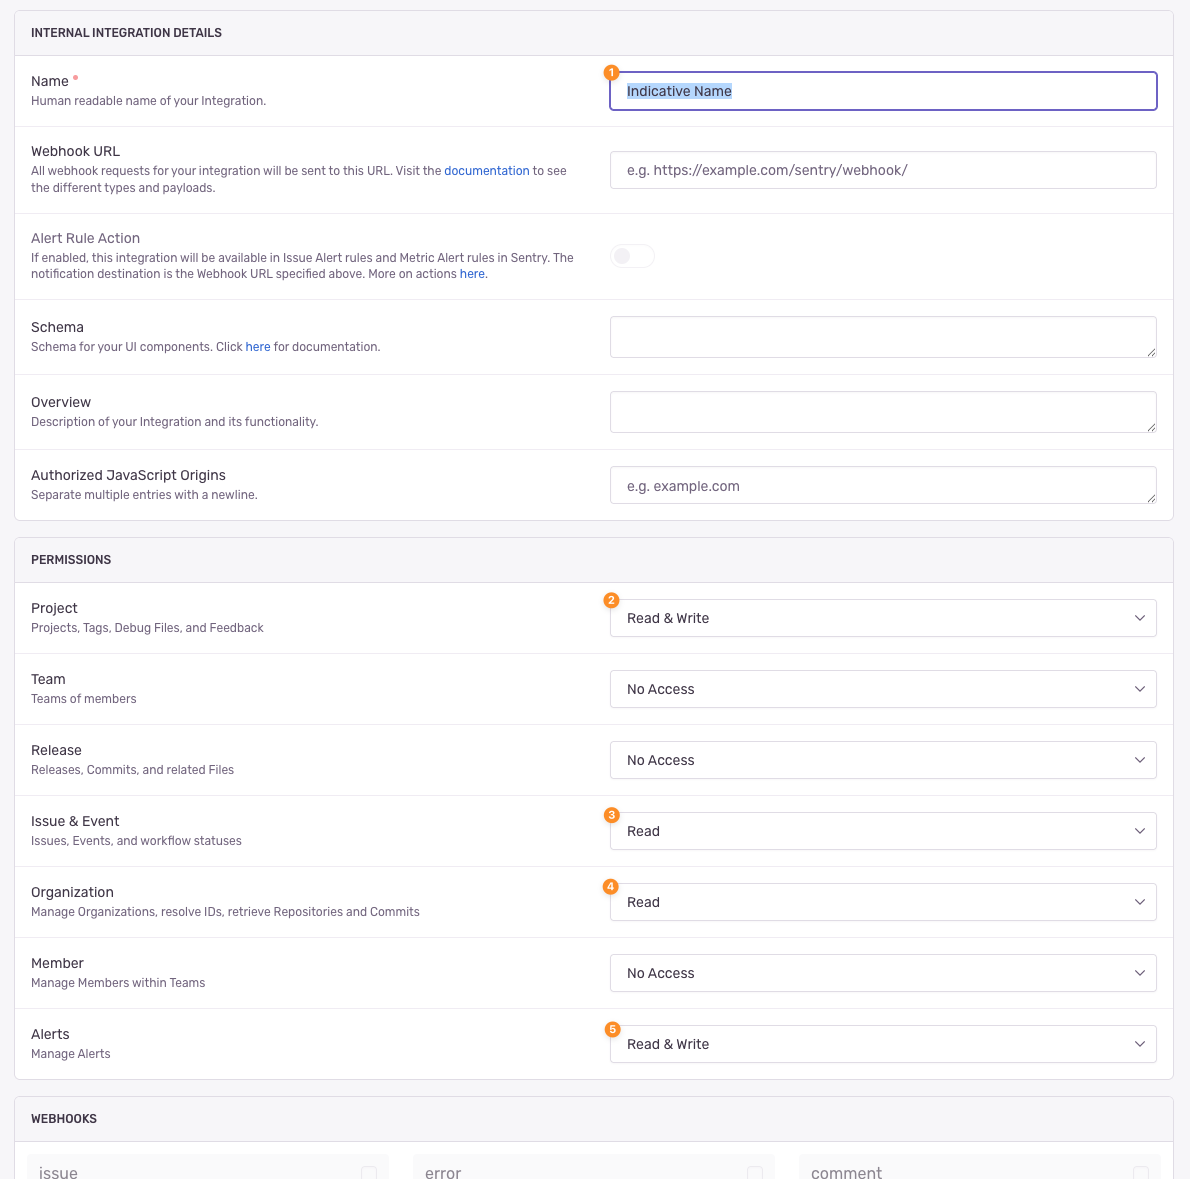 INTERNAL INTEGRATION DETAILS
Name
Human readable name of your Integration.
1
Indicative Name
Webhook URL
All webhook requests for your integration will be sent to this URL. Visit the documentation to see
the different types and payloads.
e.g. https://example.com/sentry/webhook/
Alert Rule Action
If enabled, this integration will be available in Issue Alert rules and Metric Alert rules in Sentry. The
notification destination is the Webhook URL specified above. More on actions here.
Schema
Schema for your UI components. Click here for documentation.
Overview
Description of your Integration and its functionality.
Authorized JavaScript Origins
Separate multiple entries with a newline.
e.g. example.com
PERMISSIONS
Project
Projects, Tags, Debug Files, and Feedback
2
Read & Write
Team
Teams of members
No Access
Release
Releases, Commits, and related Files
No Access
Issue & Event
Issues, Events, and workflow statuses
3
Read
Organization
Manage Organizations, resolve IDs, retrieve Repositories and Commits
4
Read
Member
Manage Members within Teams
No Access
Alerts
Manage Alerts
5
Read & Write
WEBHOOKS
issue
error
comment